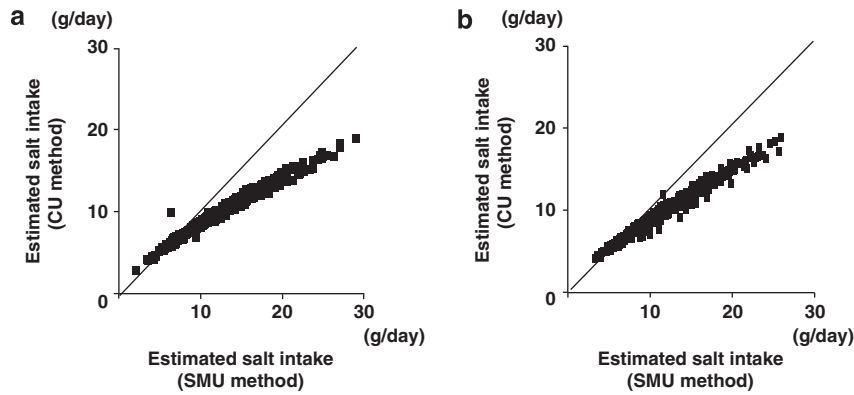 a (g/day)
30
20
10
0
10 20 30
(g/day)
Estimated salt intake
(CU method)
Estimated salt intake
(SMU method)
b (g/day)
30
20
10
0
10 20 30
(g/day)
Estimated salt intake
(CU method)
Estimated salt intake
(SMU method)